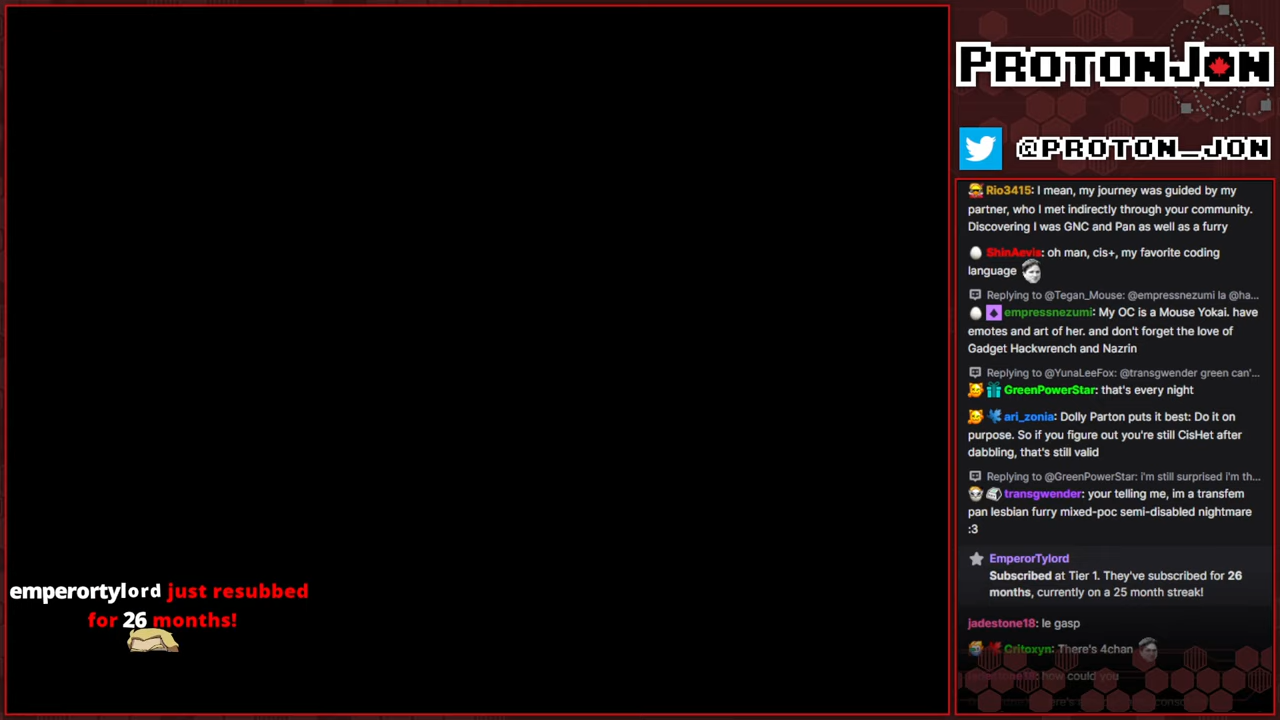 PROTONJON
@PROTON_JON
Rio3415: I mean, my journey was guided by my
partner, who I met indirectly through your community.
Discovering I was GNC and Pan as well as a furry
ShinAevis: oh man, cis+, my favorite coding
language
Replying to @Tegan_Mouse: @empressnezumi la @ha...
empressnezumi: My OC is a Mouse Yokai. have
emotes and art of her. and don't forget the love of
Gadget Hackwrench and Nazrin
Replying to @YunaLeeFox: @transgwender green can'...
GreenPowerStar: that's every night
ari_zonia: Dolly Parton puts it best: Do it on
purpose. So if you figure out you're still CisHet after
dabbling, that's still valid
Replying to @GreenPowerStar: i'm still surprised i'm th...
transgwender: your telling me, im a transfem
pan lesbian furry mixed-poc semi-disabled nightmare
:3
EmperorTylord
Subscribed at Tier 1. They've subscribed for 26
months, currently on a 25 month streak!
jadestone18: le gasp
Critoxyn: There's 4chan
how could you
emperortylord just resubbed
for 26 months!